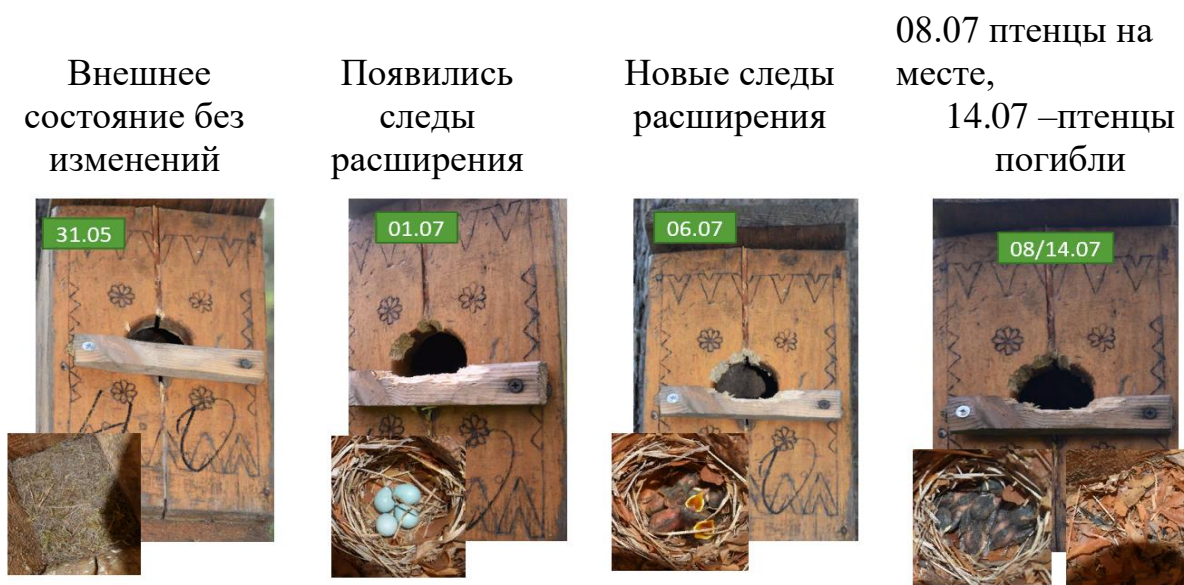 Внешнее
состояние без
изменений
Появились
следы
расширения
Новые следы
расширения
08.07 птенцы на
месте,
14.07 –птенцы
погибли
31.05
01.07
06.07
08/14.07